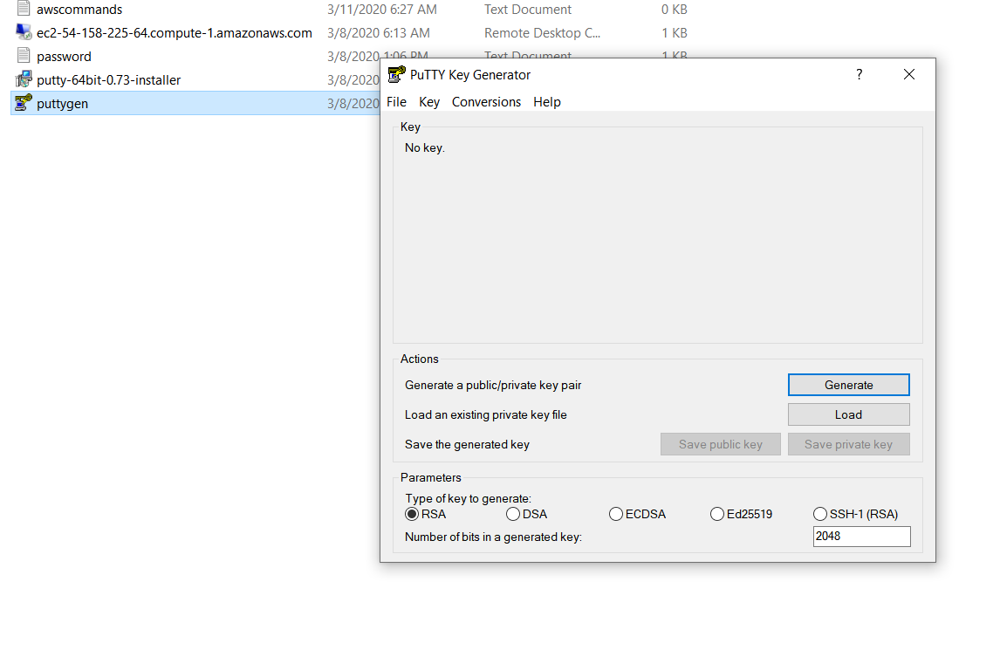 awscommands 3/11/2020 6:27 AM Text Document 0 KB
ec2-54-158-225-64.compute-1.amazonaws.com 3/8/2020 6:13 AM Remote Desktop C... 1 KB
password 3/8/2020 1:06 PM Text Document 1 KB
putty-64bit-0.73-installer 3/8/2020
puttygen 3/8/2020
PuTTY Key Generator ?
File Key Conversions Help
Key
No key.
Actions
Generate a public/private key pair Generate
Load an existing private key file Load
Save the generated key Save public key Save private key
Parameters
Type of key to generate:
RSA DSA ECDSA Ed25519 SSH-1 (RSA)
Number of bits in a generated key: 2048